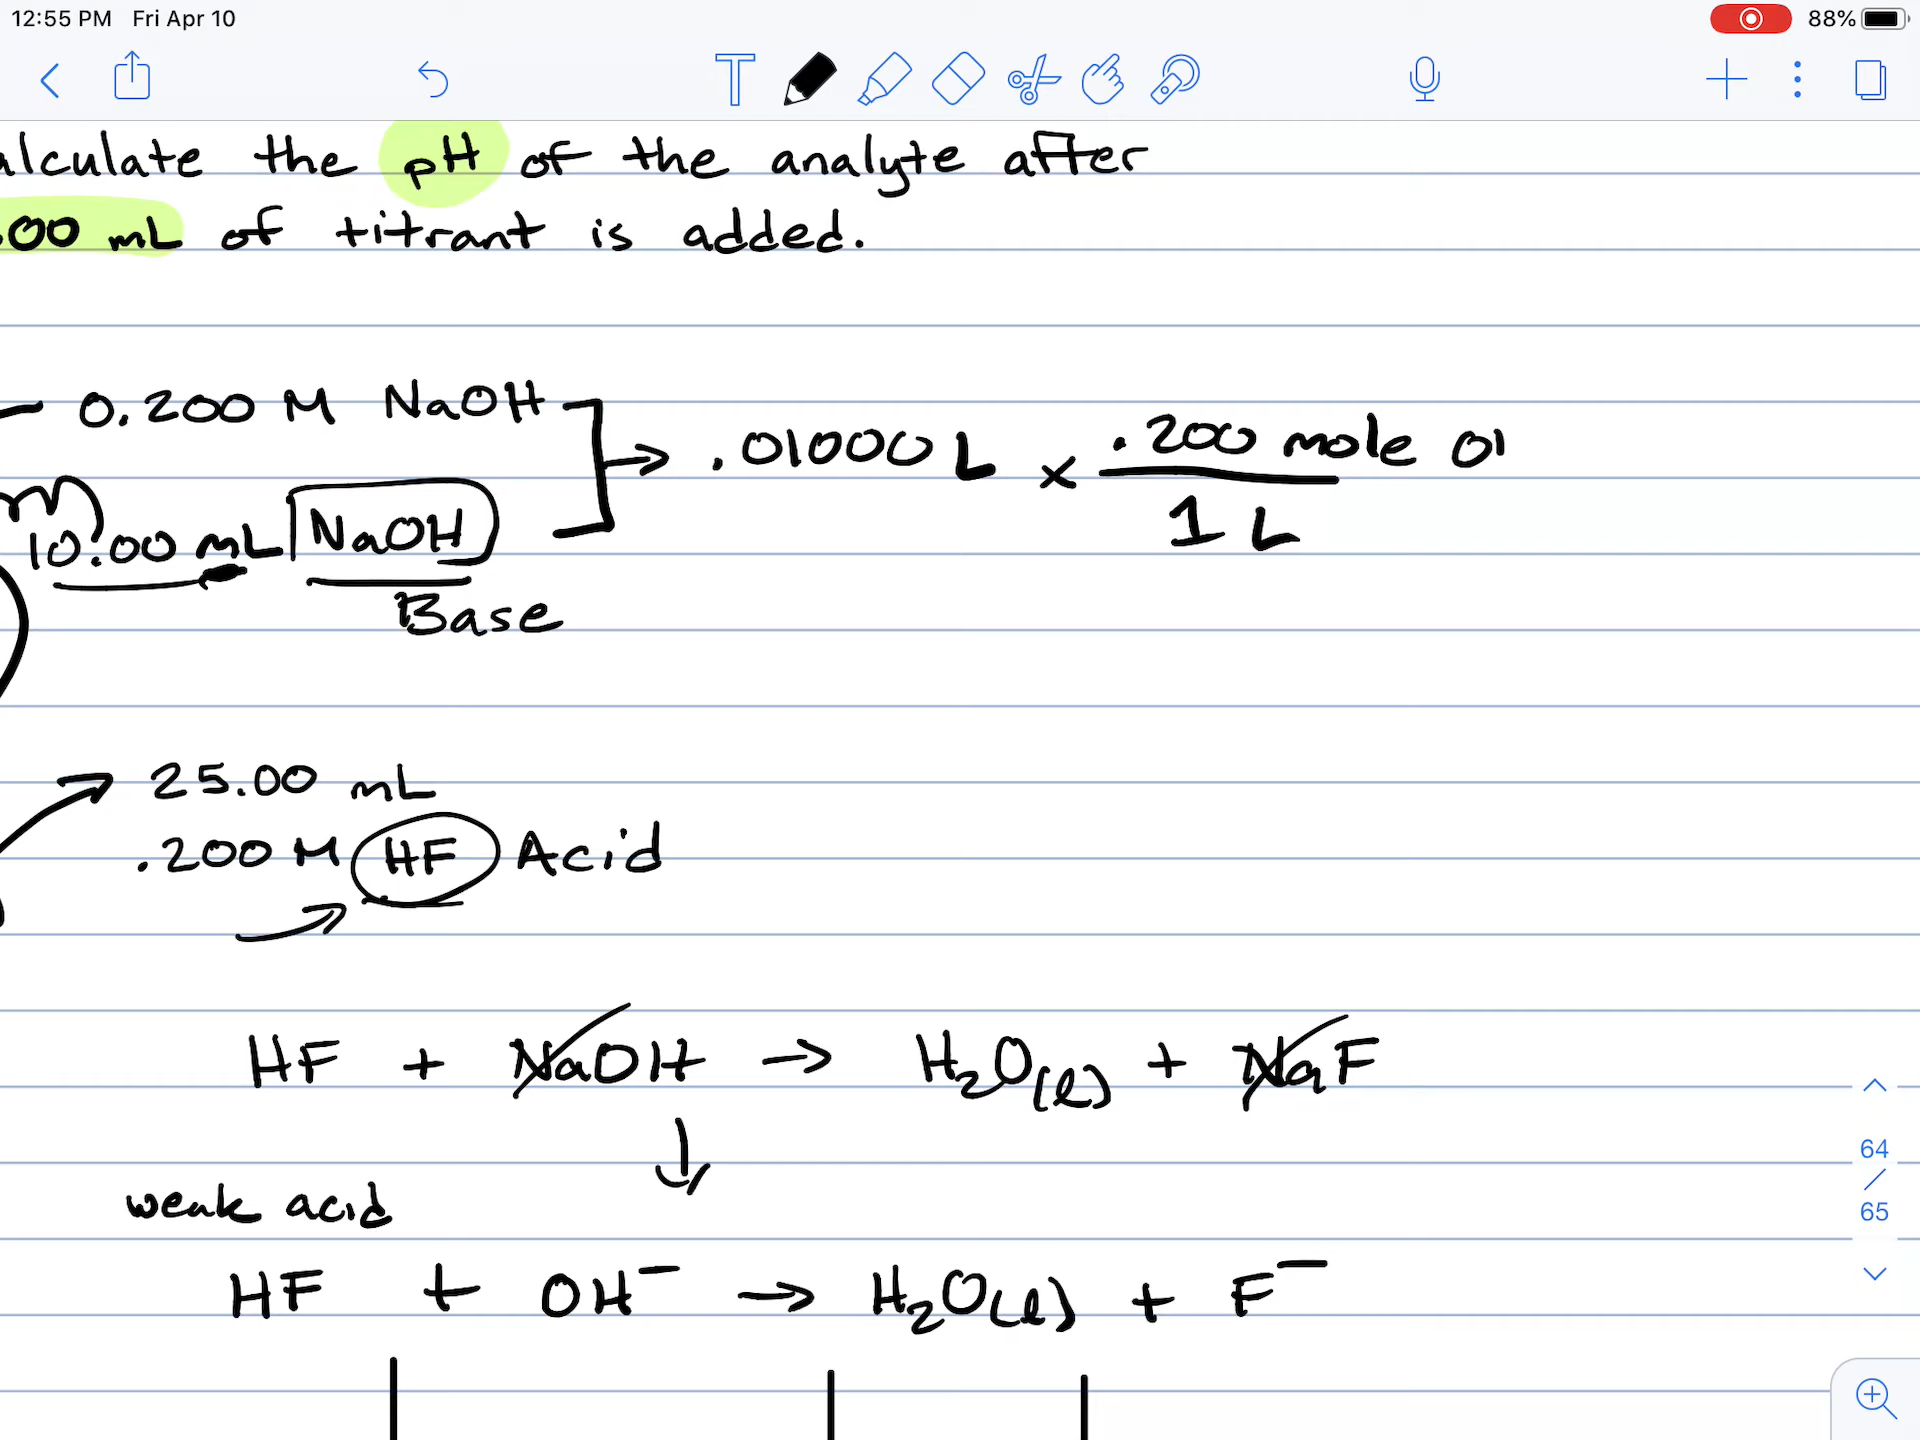 12:55 PM Fri Apr 10 88%
alculate the pH of the analyte after
.00 mL of titrant is added.
0.200 M NaOH
.01000 L x .200 mole OI
1 L
10.00 mL NaOH
Base
25.00 mL
.200 M HF Acid
HF + NaOH → H₂O(l) + NaF
weak acid
HF + OH⁻ → H₂O(l) + F⁻
64
/
65